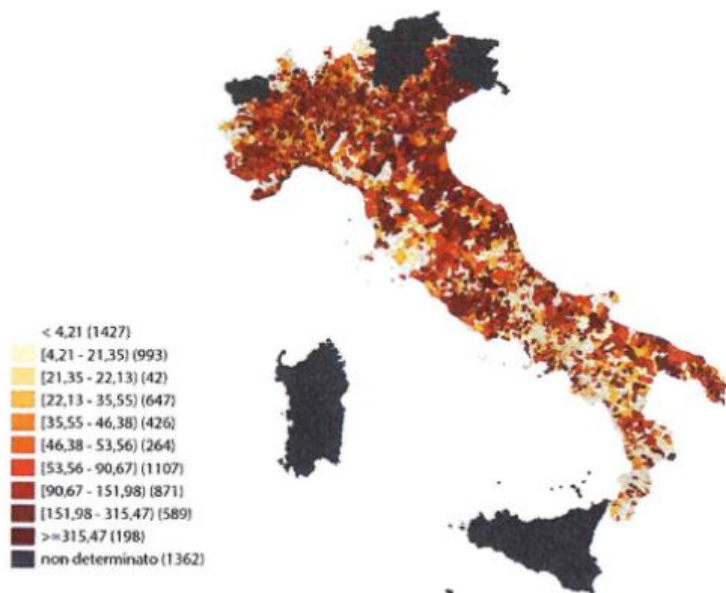 < 4,21 (1427)
[4,21 - 21,35) (993)
[21,35 - 22,13) (42)
[22,13 - 35,55) (647)
[35,55 - 46,38) (426)
[46,38 - 53,56) (264)
[53,56 - 90,67) (1107)
[90,67 - 151,98) (871)
[151,98 - 315,47) (589)
>=315,47 (198)
non determinato (1362)